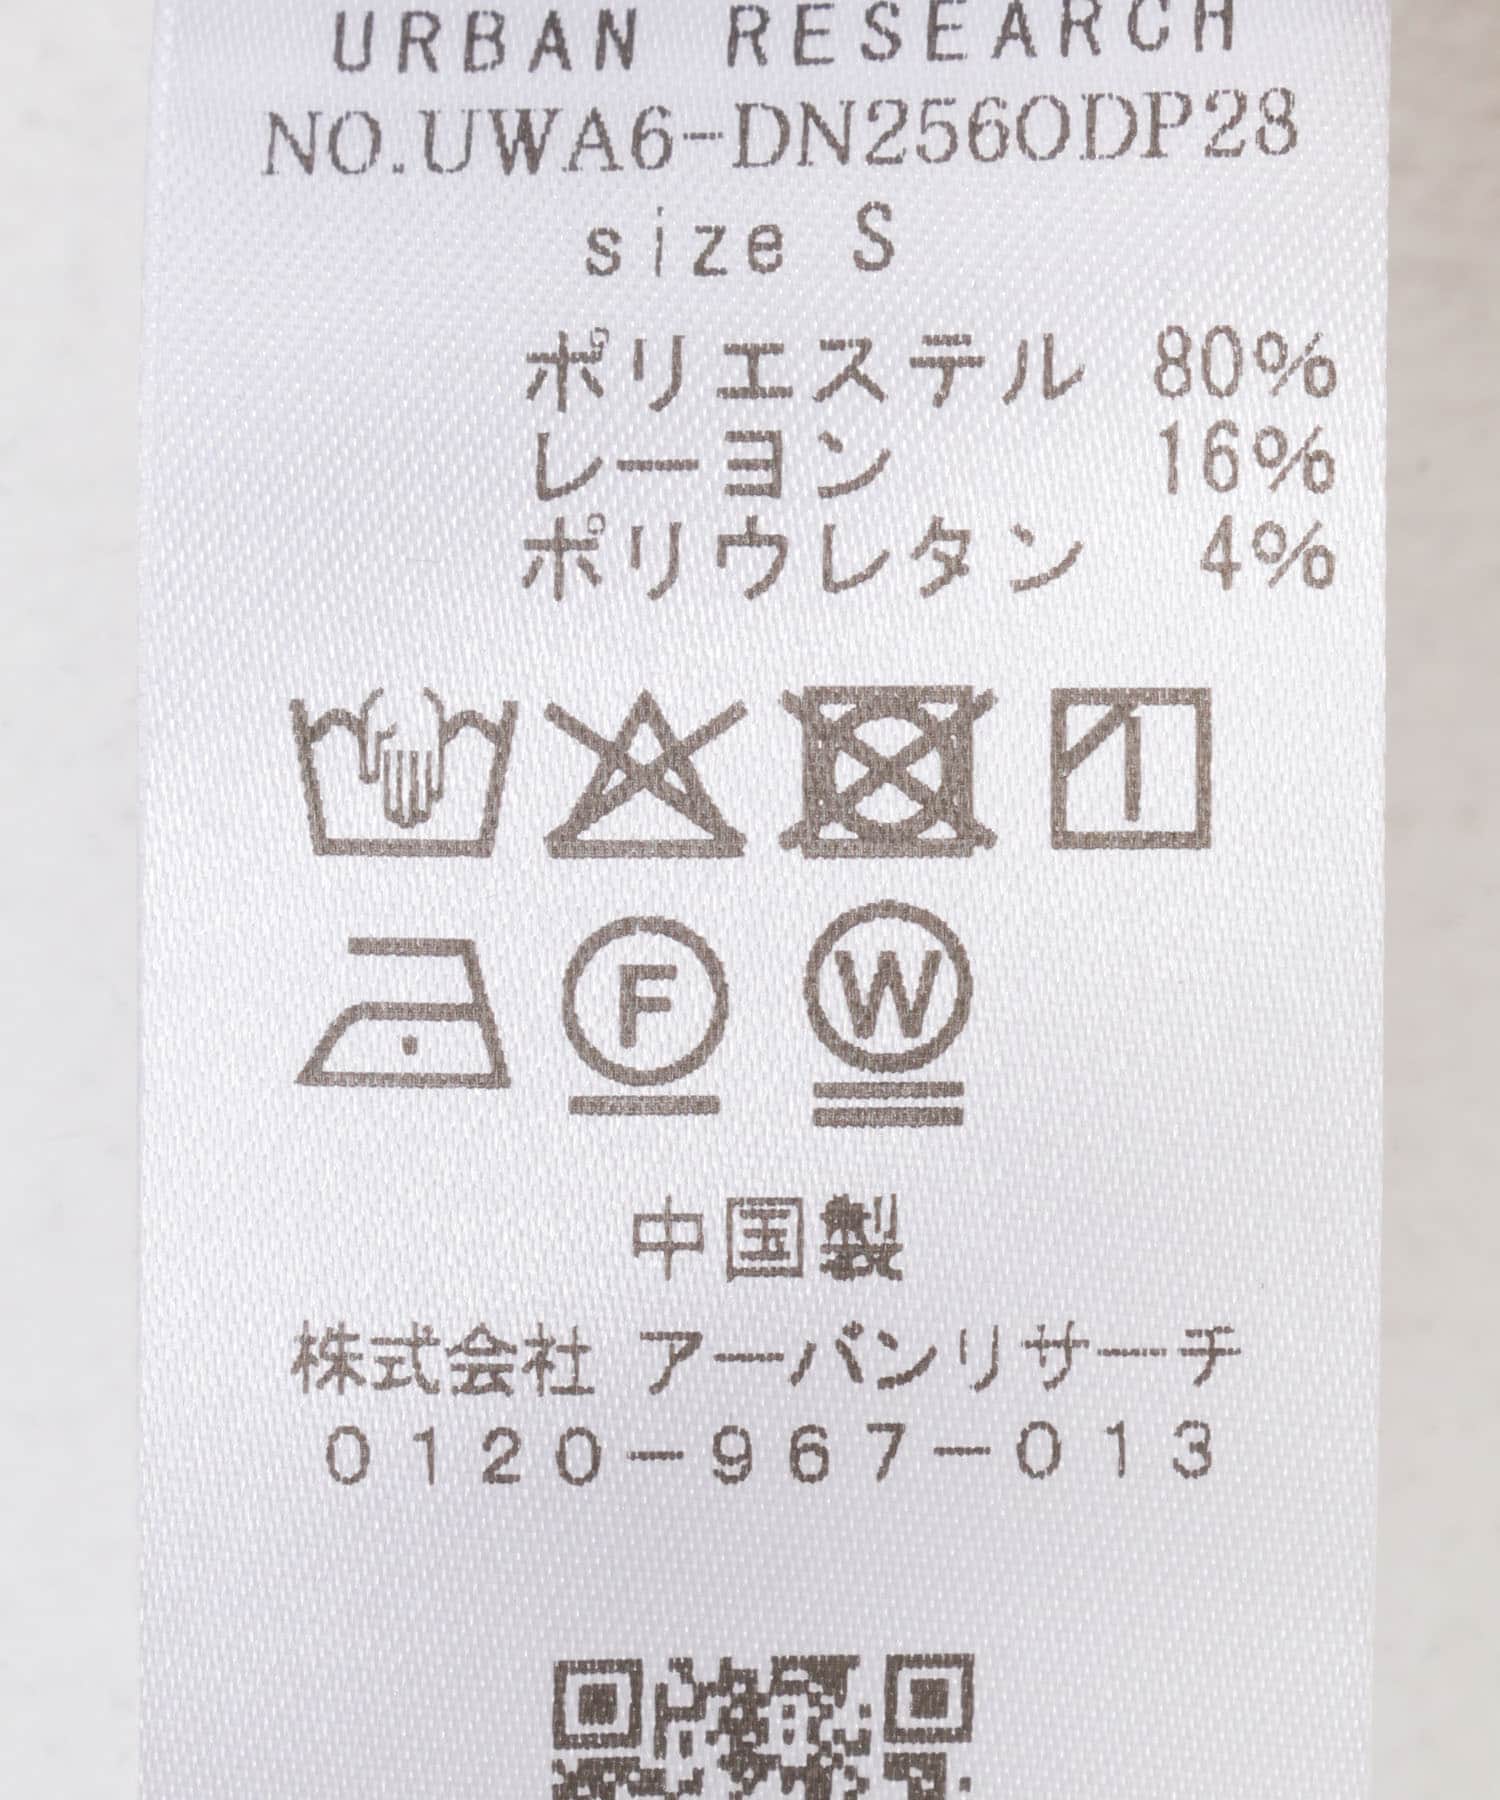 URBAN RESEARCH
NO.UWA6-DN256ODP28
size S
ポリエステル 80%
レーヨン 16%
ポリウレタン 4%
F
W
中国製
株式会社 アーバンリサーチ
0120-967-013